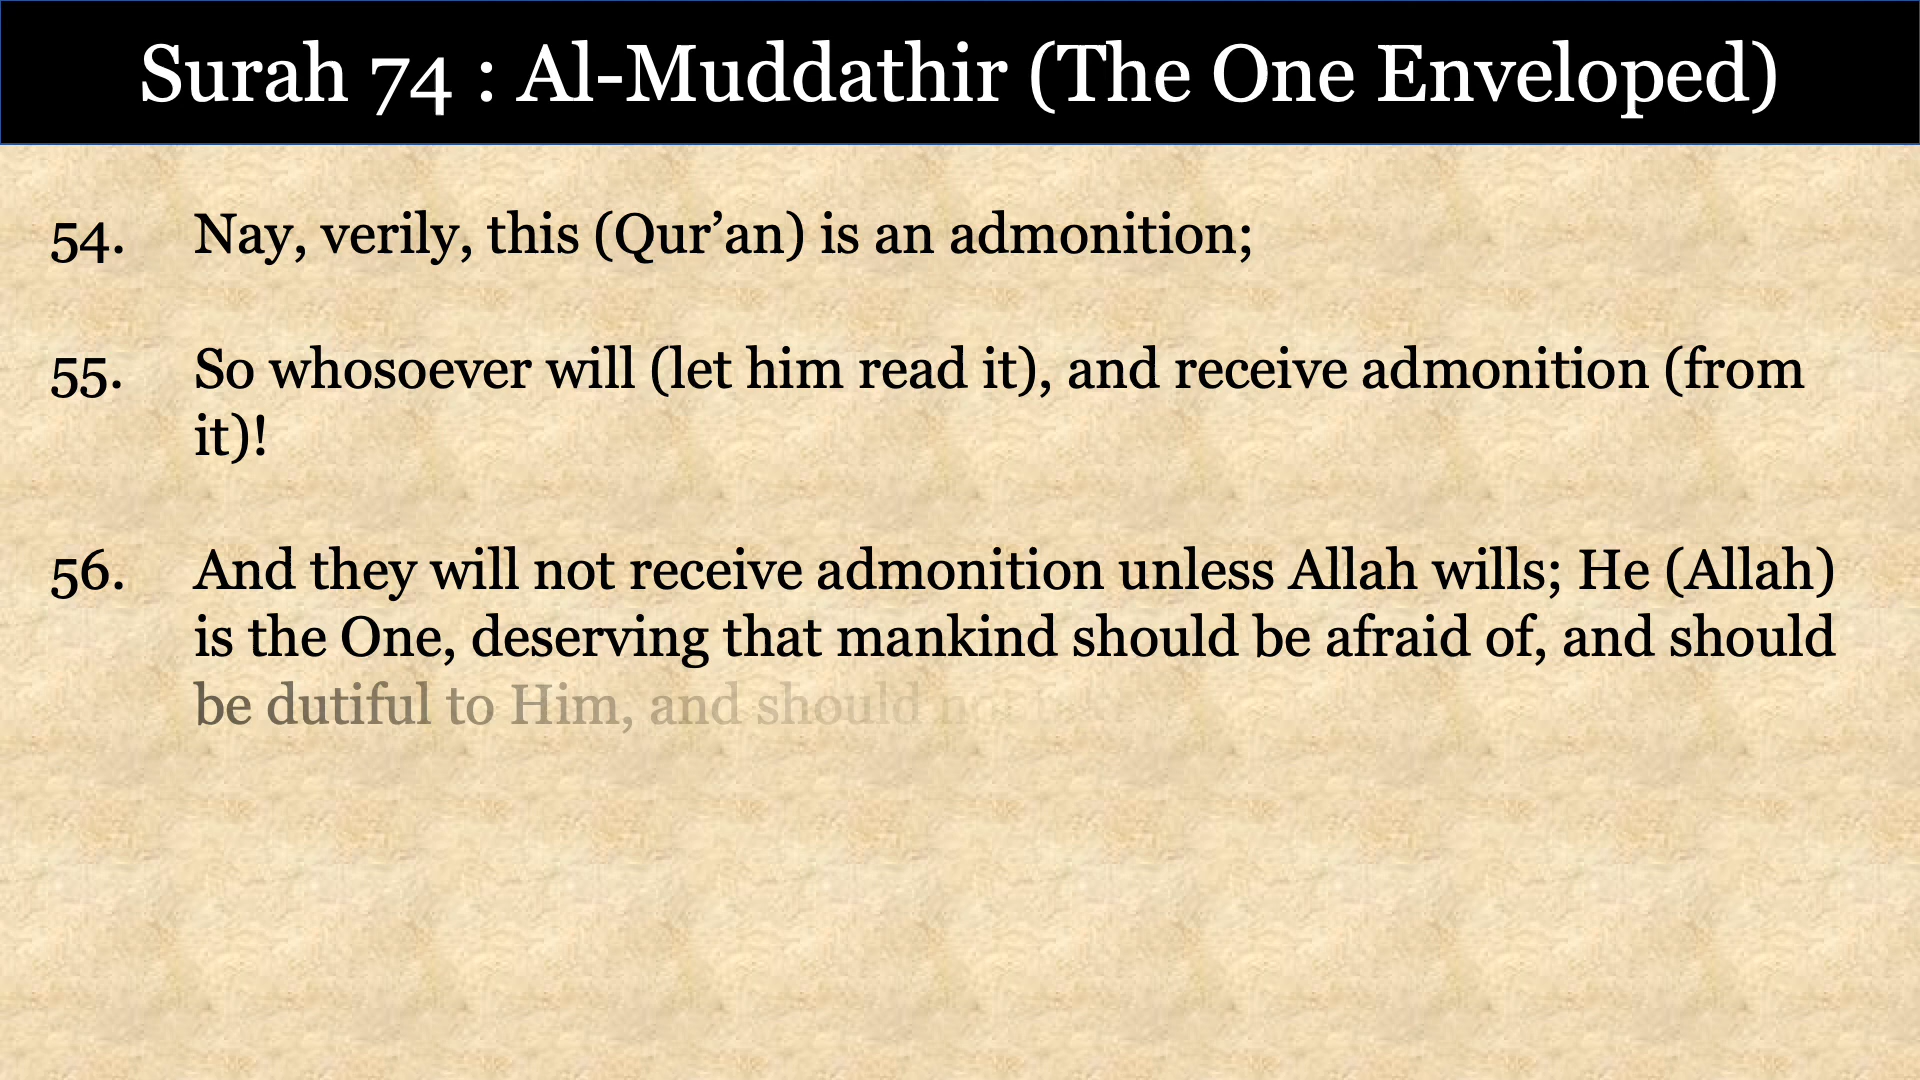 Surah 74 : Al-Muddathir (The One Enveloped)
54. Nay, verily, this (Qur’an) is an admonition;
55. So whosoever will (let him read it), and receive admonition (from
it)!
56. And they will not receive admonition unless Allah wills; He (Allah)
is the One, deserving that mankind should be afraid of, and should
be dutiful to Him, and should